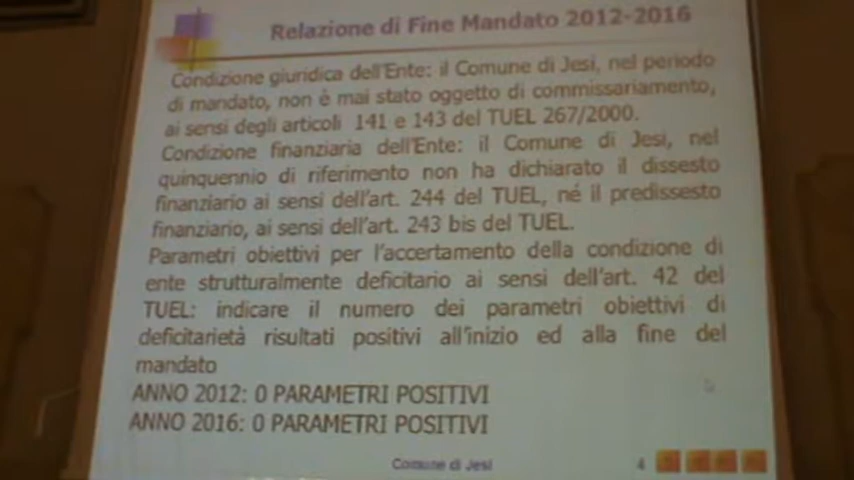 Relazione di Fine Mandato 2012-2016
Condizione giuridica dell'Ente: il Comune di Jesi, nel periodo
di mandato, non è mai stato oggetto di commissariamento,
ai sensi degli articoli 141 e 143 del TUEL 267/2000.
Condizione finanziaria dell'Ente: il Comune di Jesi, nel
quinquennio di riferimento non ha dichiarato il dissesto
finanziario ai sensi dell'art. 244 del TUEL, né il predissesto
finanziario, ai sensi dell'art. 243 bis del TUEL.
Parametri obiettivi per l'accertamento della condizione di
ente strutturalmente deficitario ai sensi dell'art. 42 del
TUEL: indicare il numero dei parametri obiettivi di
deficitarietà risultati positivi all'inizio ed alla fine del
mandato
ANNO 2012: 0 PARAMETRI POSITIVI
ANNO 2016: 0 PARAMETRI POSITIVI
Comune di Jesi 4